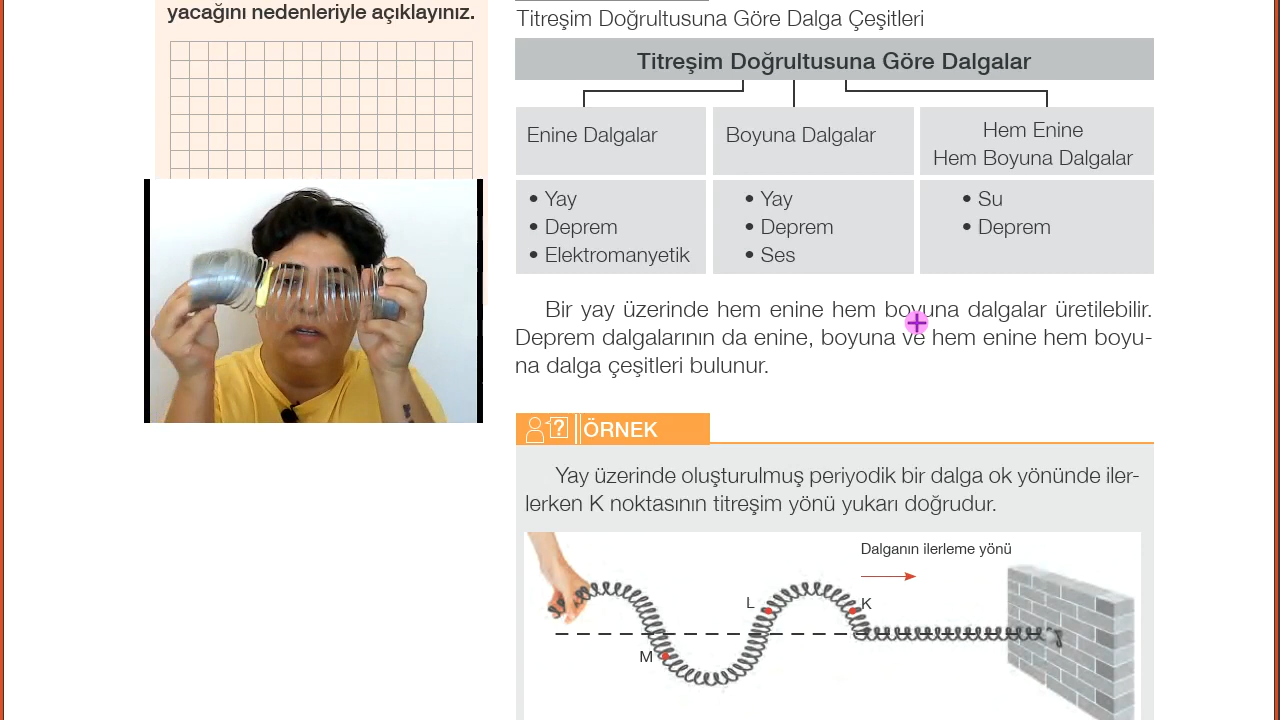 yacağını nedenleriyle açıklayınız.
Titreşim Doğrultusuna Göre Dalga Çeşitleri
Titreşim Doğrultusuna Göre Dalgalar
Enine Dalgalar
Boyuna Dalgalar
Hem Enine
Hem Boyuna Dalgalar
• Yay
• Deprem
• Elektromanyetik
• Yay
• Deprem
• Ses
• Su
• Deprem
Bir yay üzerinde hem enine hem boyuna dalgalar üretilebilir.
Deprem dalgalarının da enine, boyuna ve hem enine hem boyu-
na dalga çeşitleri bulunur.
?
ÖRNEK
Yay üzerinde oluşturulmuş periyodik bir dalga ok yönünde iler-
lerken K noktasının titreşim yönü yukarı doğrudur.
Dalganın ilerleme yönü
L
K
M